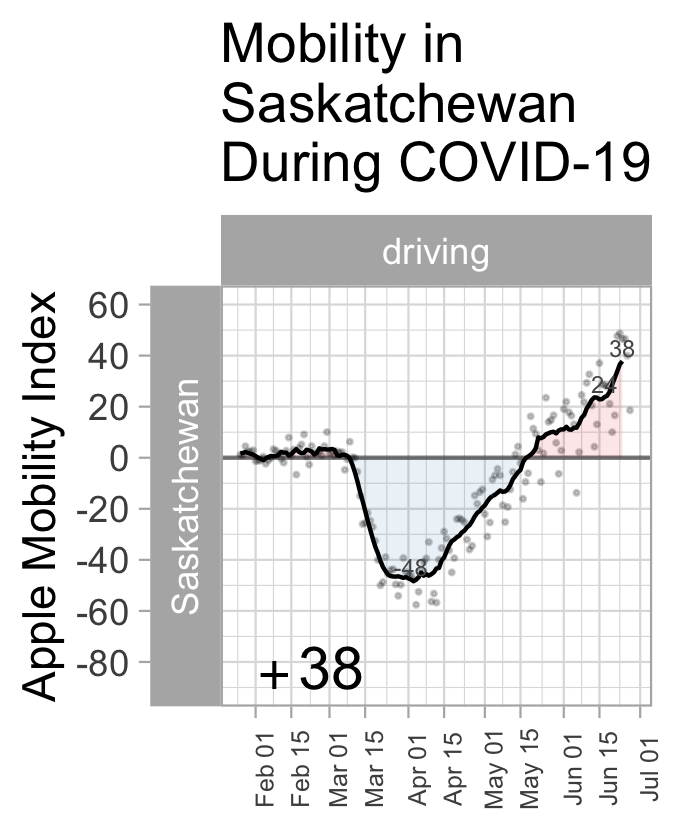 Mobility in
Saskatchewan
During COVID-19
driving
Apple Mobility Index
Saskatchewan
60
40
20
0
-20
-40
-60
-80
38
24
-48
+38
Feb 01
Feb 15
Mar 01
Mar 15
Apr 01
Apr 15
May 01
May 15
Jun 01
Jun 15
Jul 01